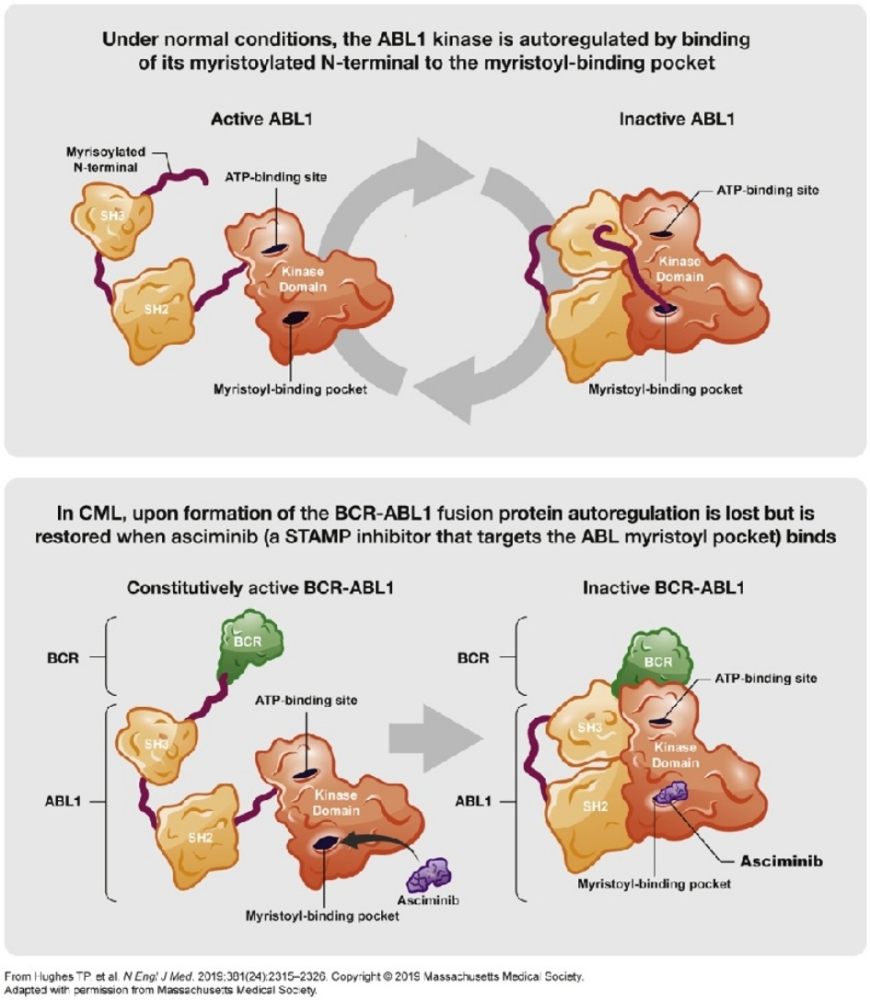 Under normal conditions, the ABL1 kinase is autoregulated by binding
of its myristoylated N-terminal to the myristoyl-binding pocket
Active ABL1
Inactive ABL1
Myrisoylated
N-terminal
ATP-binding site
SH3
Kinase
Domain
SH2
Myristoyl-binding pocket
ATP-binding site
Kinase
Domain
Myristoyl-binding pocket
In CML, upon formation of the BCR-ABL1 fusion protein autoregulation is lost but is
restored when asciminib (a STAMP inhibitor that targets the ABL myristoyl pocket) binds
Constitutively active BCR-ABL1
Inactive BCR-ABL1
BCR
BCR
ATP-binding site
SH3
Kinase
Domain
ABL1
SH2
Asciminib
Myristoyl-binding pocket
BCR
BCR
ATP-binding site
SH3
Kinase
Domain
ABL1
SH2
Asciminib
Myristoyl-binding pocket
From Hughes TP. et al. N Engl J Med. 2019;381(24):2315–2326. Copyright © 2019 Massachusetts Medical Society.
Adapted with permission from Massachusetts Medical Society.